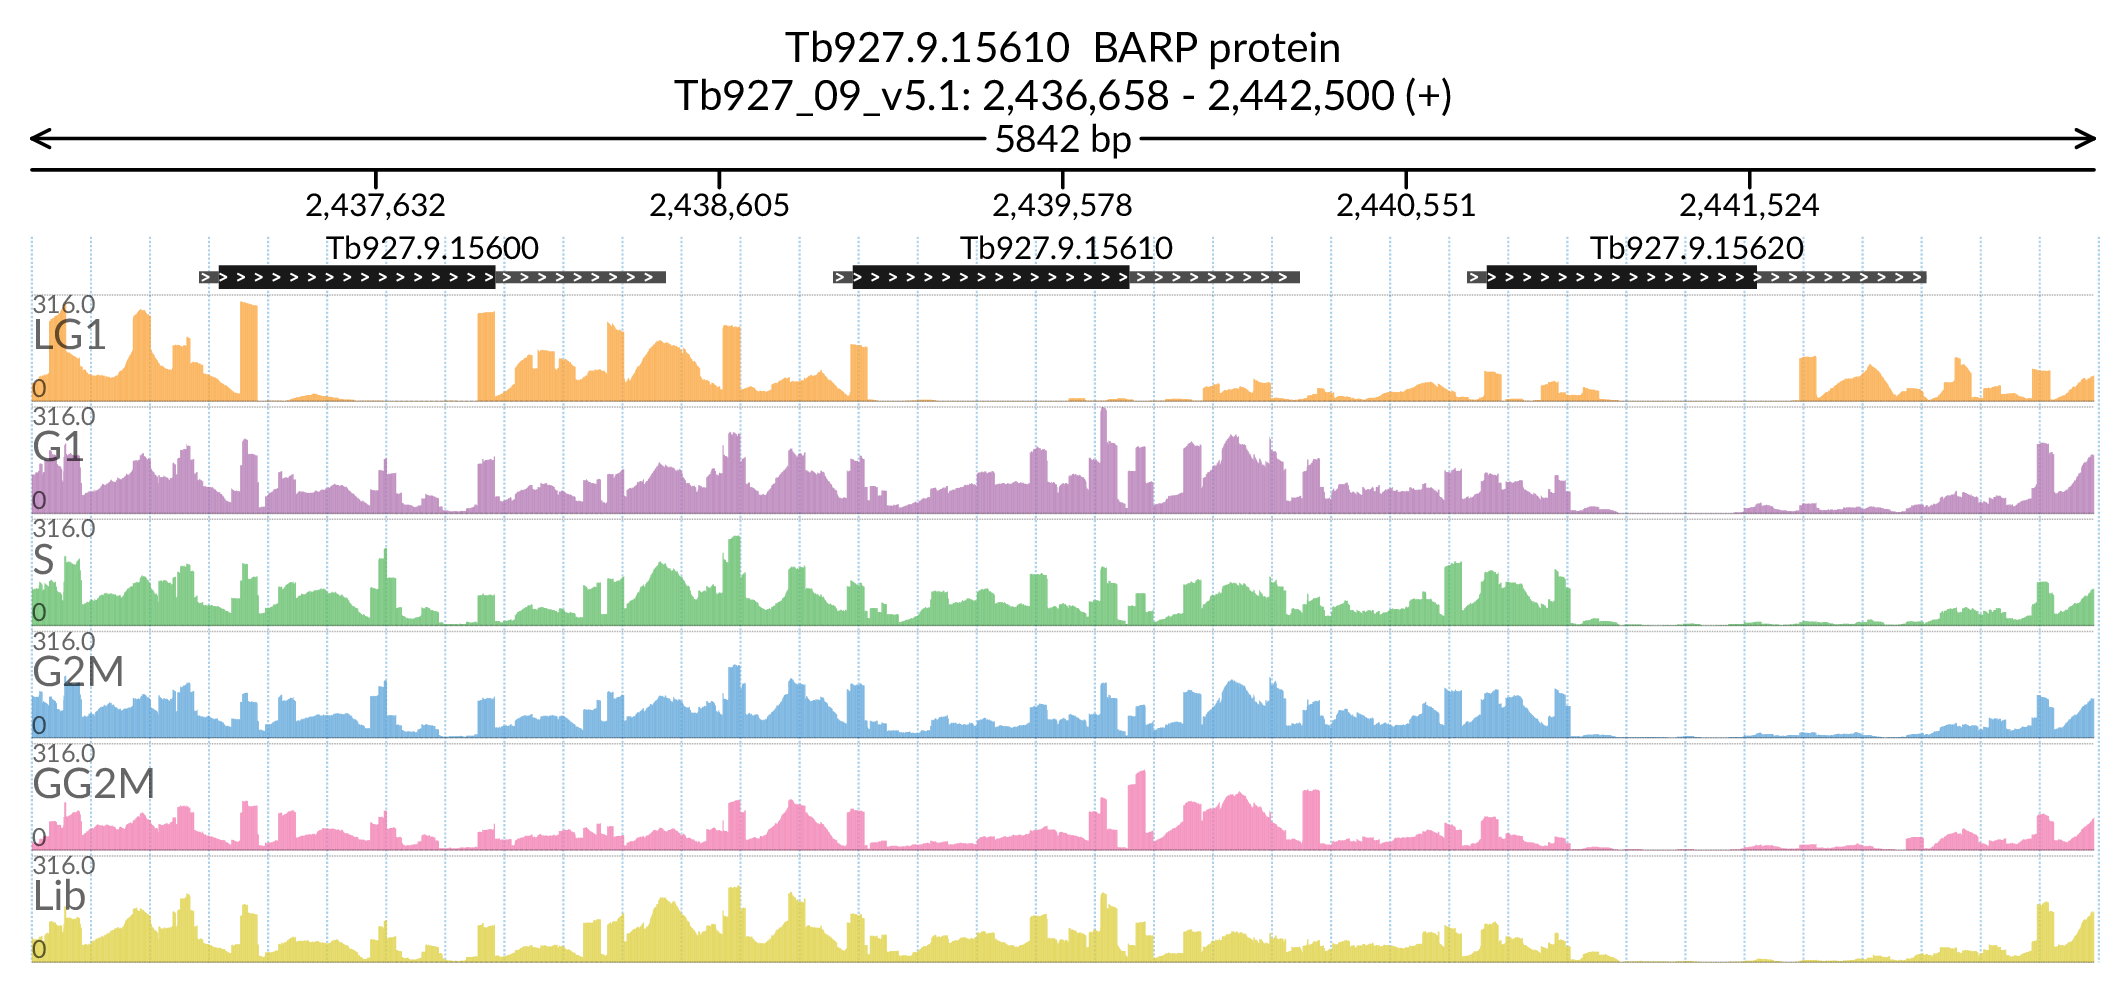 Tb927.9.15610  BARP protein
Tb927_09_v5.1: 2,436,658 - 2,442,500 (+)
5842 bp
2,437,632 2,438,605 2,439,578 2,440,551 2,441,524
Tb927.9.15600 Tb927.9.15610 Tb927.9.15620
316.0
LG1
0
316.0
G1
0
316.0
S
0
316.0
G2M
0
316.0
GG2M
0
316.0
Lib
0